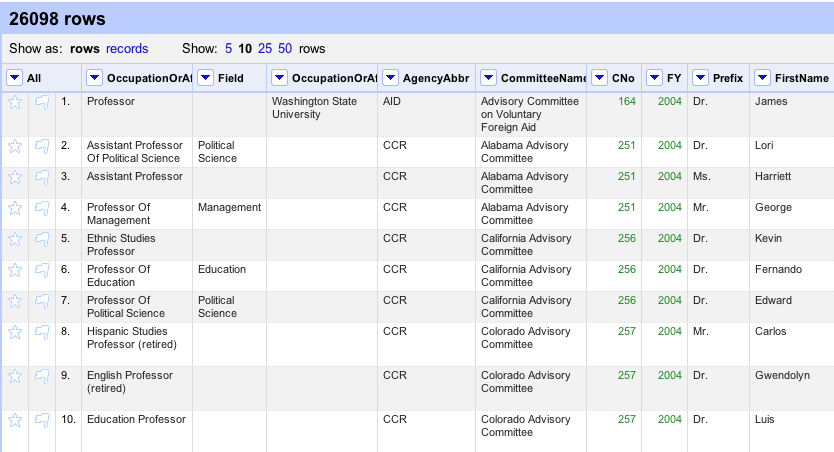 26098 rows
Show as: rows records Show: 5 10 25 50 rows
All OccupationOrAf Field OccupationOrAf AgencyAbbr CommitteeName CNo FY Prefix FirstName
1. Professor Washington State AID Advisory Committee 164 2004 Dr. James
University on Voluntary
Foreign Aid
2. Assistant Professor Political CCR Alabama Advisory 251 2004 Dr. Lori
Of Political Science Science Committee
3. Assistant Professor CCR Alabama Advisory 251 2004 Ms. Harriett
Committee
4. Professor Of Management CCR Alabama Advisory 251 2004 Mr. George
Management Committee
5. Ethnic Studies CCR California Advisory 256 2004 Dr. Kevin
Professor Committee
6. Professor Of Education CCR California Advisory 256 2004 Dr. Fernando
Education Committee
7. Professor Of Political CCR California Advisory 256 2004 Dr. Edward
Political Science Science Committee
8. Hispanic Studies CCR Colorado Advisory 257 2004 Mr. Carlos
Professor (retired) Committee
9. English Professor CCR Colorado Advisory 257 2004 Dr. Gwendolyn
(retired) Committee
10. Education Professor CCR Colorado Advisory 257 2004 Dr. Luis
Committee